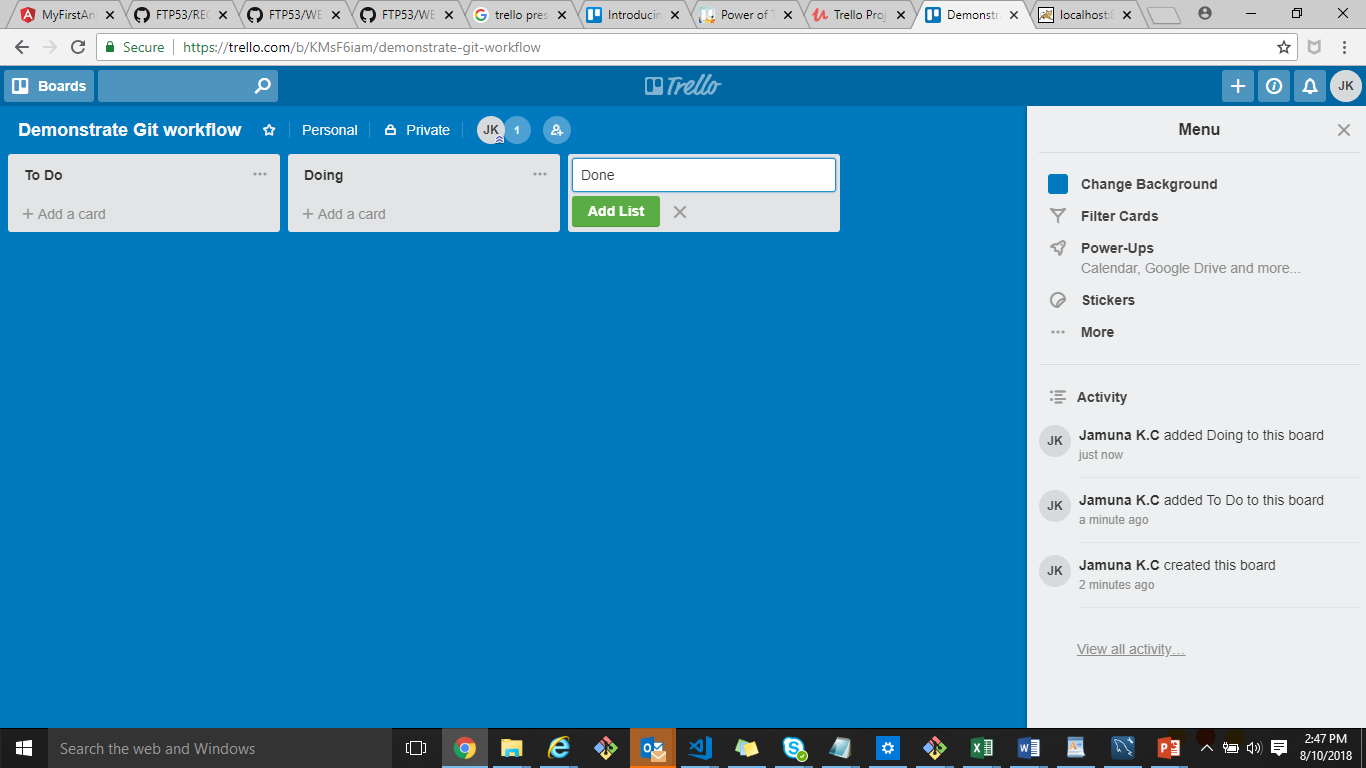 MyFirstAn
FTP53/REC
FTP53/WE
FTP53/WE
trello pres
Introducin
Power of T
Trello Proj
Demonstra
localhost:8
Secure
https://trello.com/b/KMsF6iam/demonstrate-git-workflow
Boards
Trello
JK
Demonstrate Git workflow
Personal
Private
JK
1
To Do
+ Add a card
Doing
+ Add a card
Done
Add List
Menu
Change Background
Filter Cards
Power-Ups
Calendar, Google Drive and more...
Stickers
More
Activity
JK
Jamuna K.C added Doing to this board
just now
JK
Jamuna K.C added To Do to this board
a minute ago
JK
Jamuna K.C created this board
2 minutes ago
View all activity…
Search the web and Windows
2:47 PM
8/10/2018